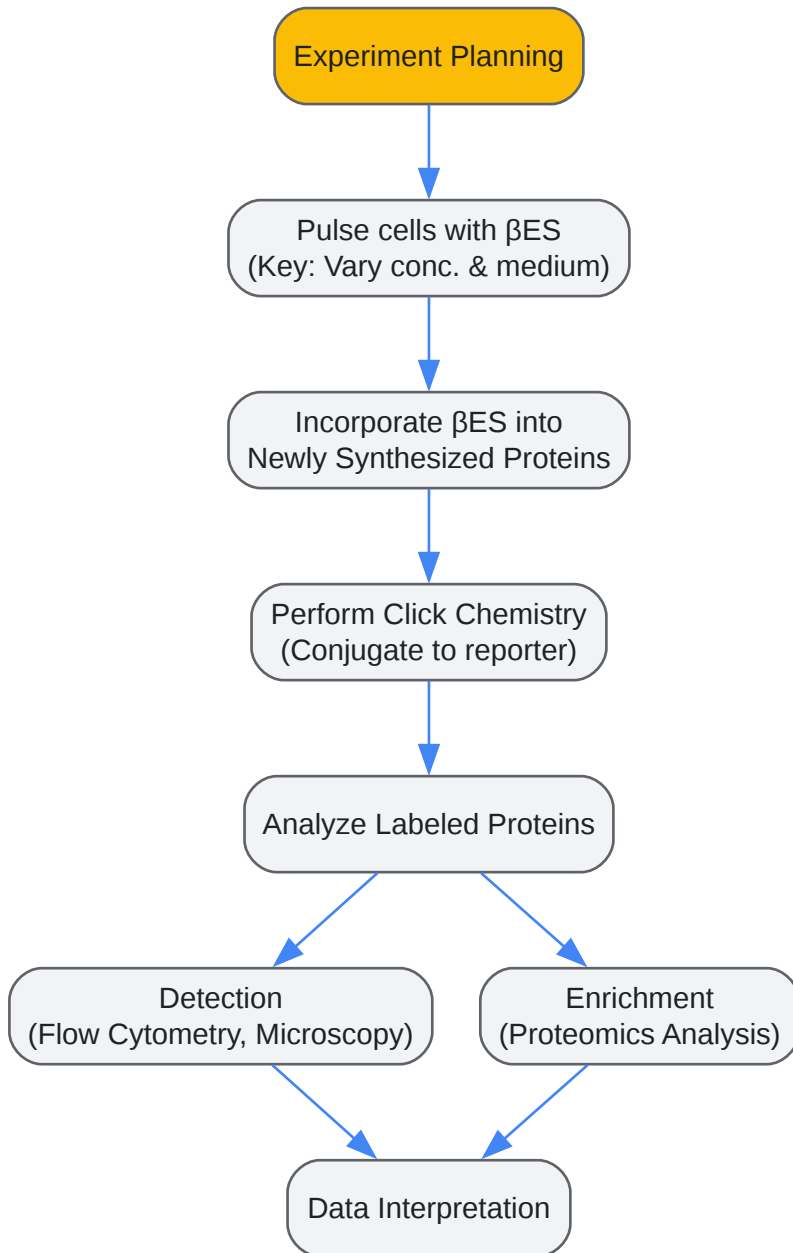 Experiment Planning
Pulse cells with βES
(Key: Vary conc. & medium)
Incorporate βES into
Newly Synthesized Proteins
Perform Click Chemistry
(Conjugate to reporter)
Analyze Labeled Proteins
Detection
(Flow Cytometry, Microscopy)
Enrichment
(Proteomics Analysis)
Data Interpretation